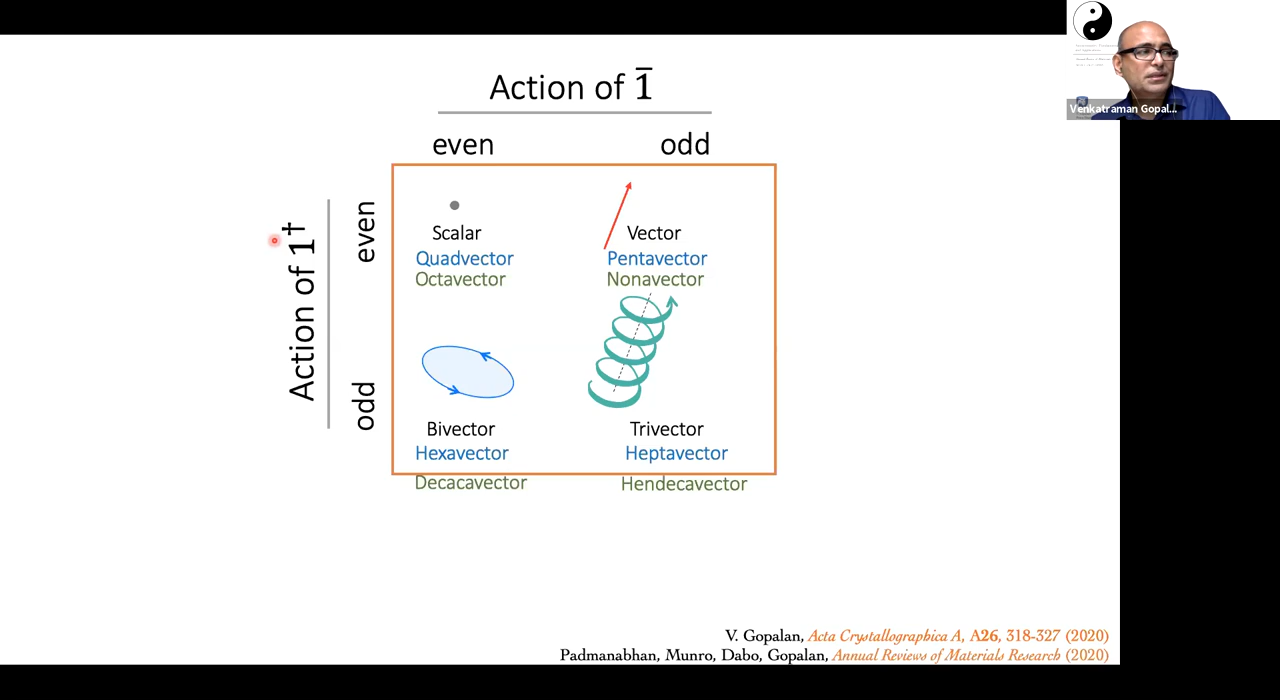 Action of 1̄
even odd
Action of 1†
even
odd
Scalar Vector
Quadvector Pentavector
Octavector Nonavector
Bivector Trivector
Hexavector Heptavector
Decacavector Hendecavector
V. Gopalan, Acta Crystallographica A, A26, 318-327 (2020)
Padmanabhan, Munro, Dabo, Gopalan, Annual Reviews of Materials Research (2020)
Venkatraman Gopal...